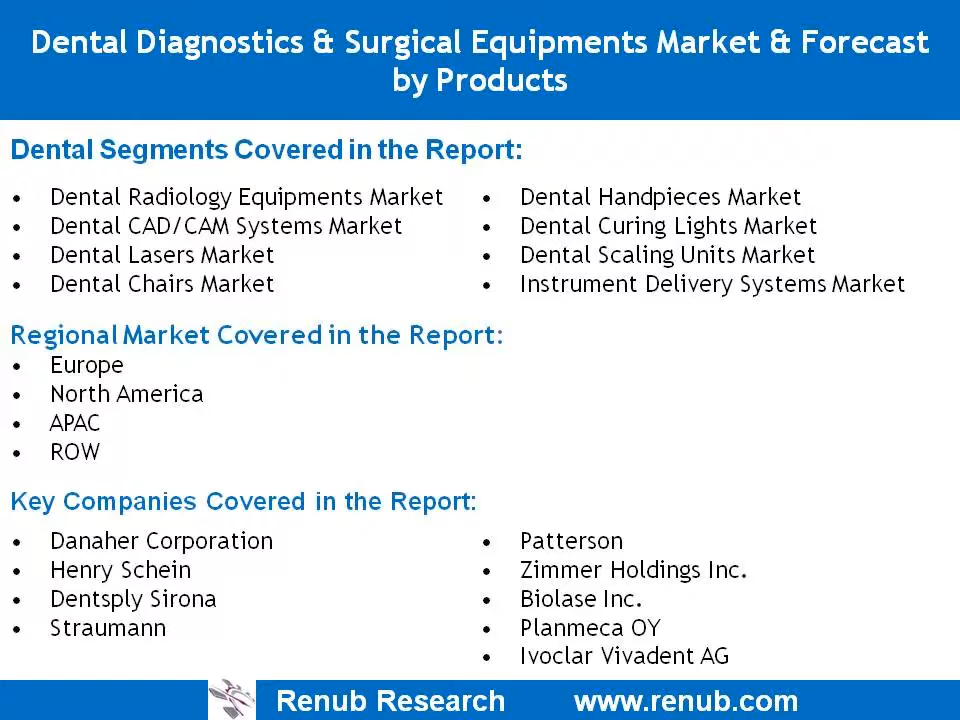 Dental Diagnostics & Surgical Equipments Market & Forecast
by Products
Dental Segments Covered in the Report:
• Dental Radiology Equipments Market
• Dental CAD/CAM Systems Market
• Dental Lasers Market
• Dental Chairs Market
• Dental Handpieces Market
• Dental Curing Lights Market
• Dental Scaling Units Market
• Instrument Delivery Systems Market
Regional Market Covered in the Report:
• Europe
• North America
• APAC
• ROW
Key Companies Covered in the Report:
• Danaher Corporation
• Henry Schein
• Dentsply Sirona
• Straumann
• Patterson
• Zimmer Holdings Inc.
• Biolase Inc.
• Planmeca OY
• Ivoclar Vivadent AG
Renub Research www.renub.com